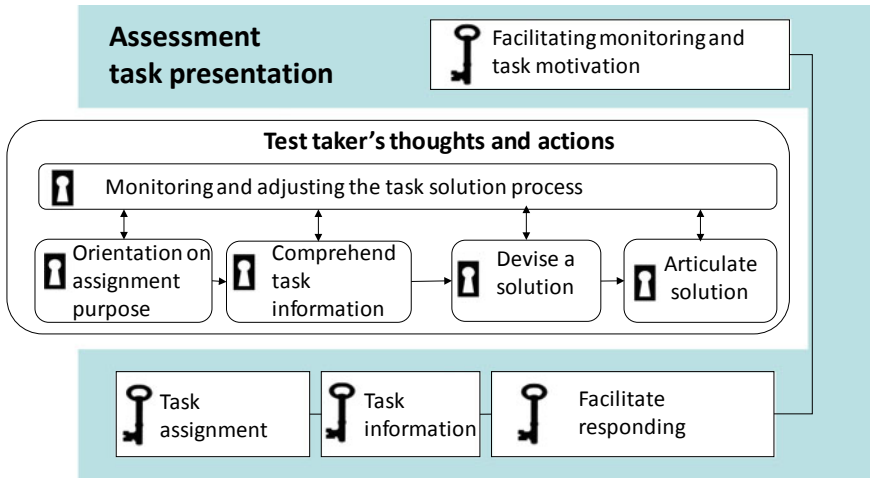 Assessment
task presentation
Facilitating monitoring and
task motivation
Test taker's thoughts and actions
Monitoring and adjusting the task solution process
Orientation on
assignment
purpose
Comprehend
task
information
Devise a
solution
Articulate
solution
Task
assignment
Task
information
Facilitate
responding